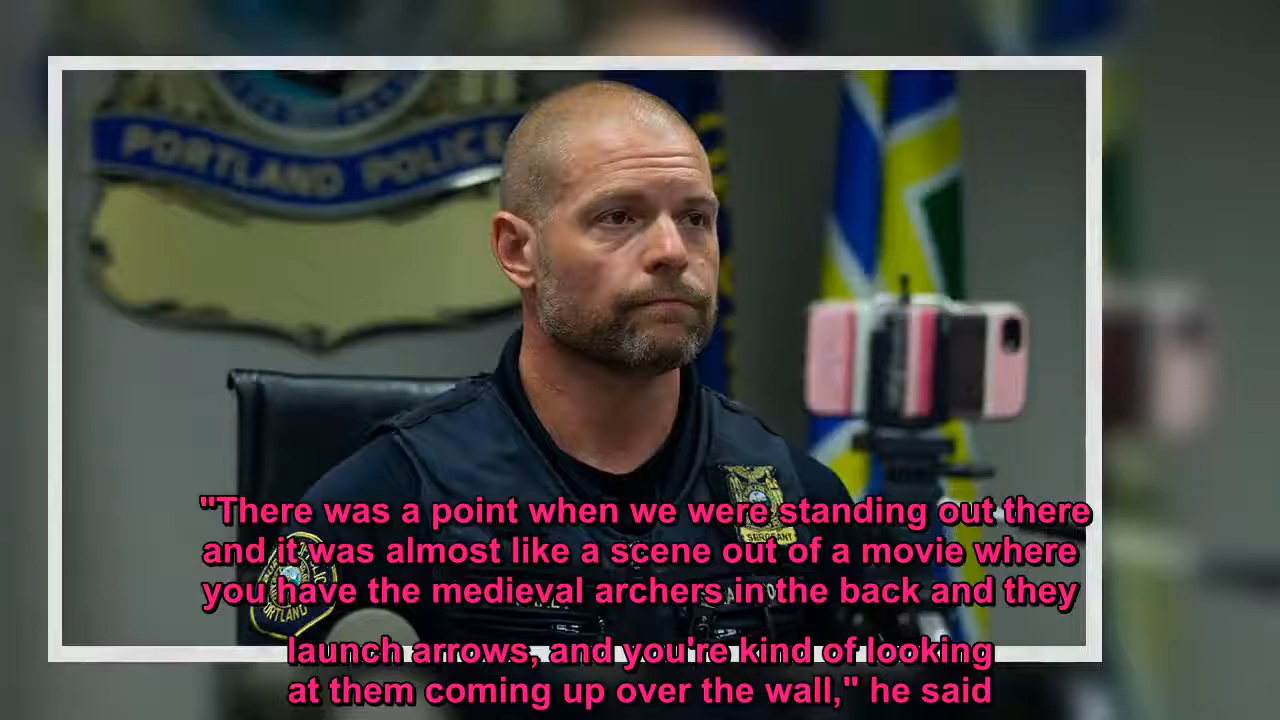 PORTLAND POLICE
"There was a point when we were standing out there
and it was almost like a scene out of a movie where
SERGEANT
you have the medieval archers in the back and they
PORTLAND
launch arrows, and you're kind of looking
at them coming up over the wall," he said